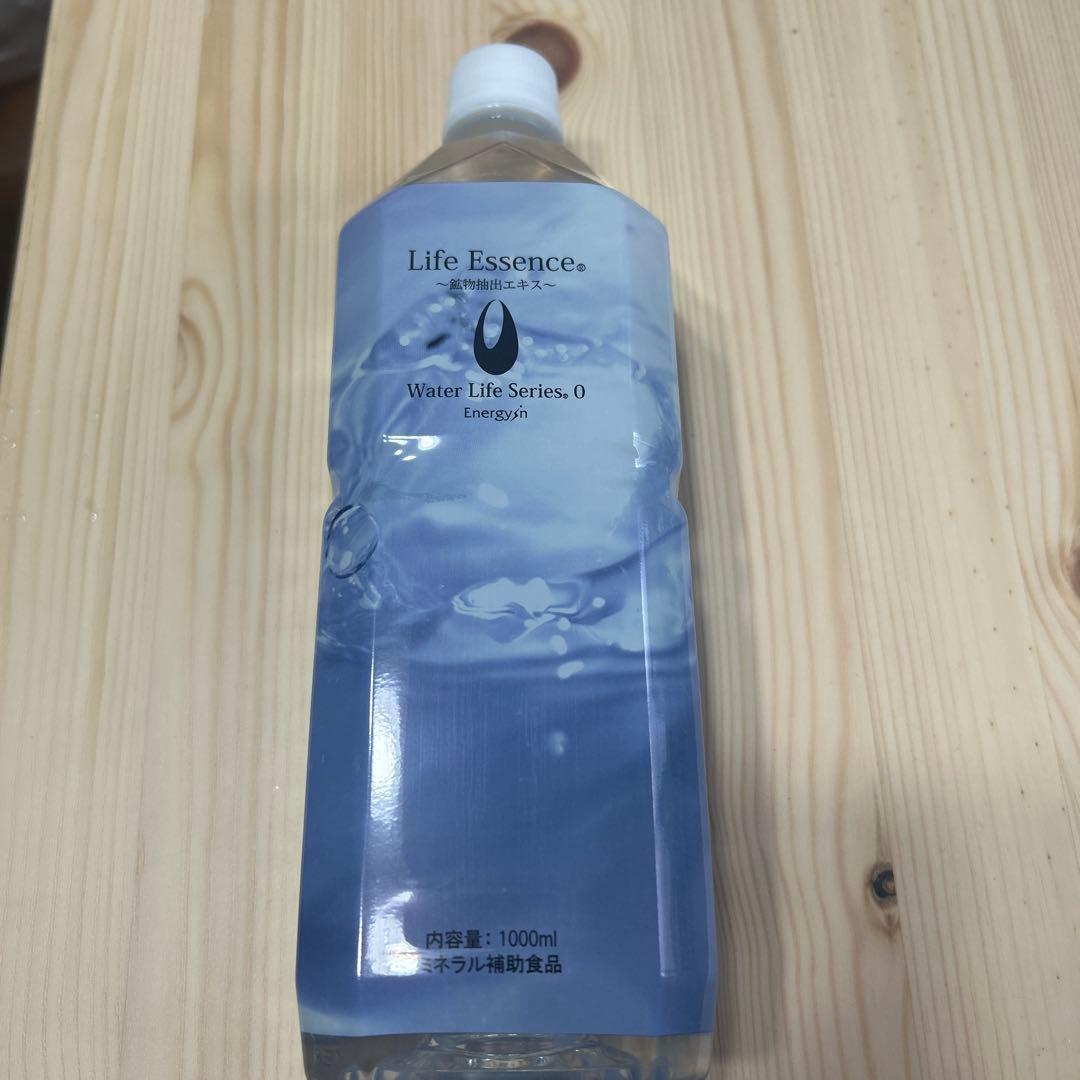 Life Essence®
～鉱物抽出エキス～
Water Life Series® 0
Energysin
内容量：1000ml
ミネラル補助食品